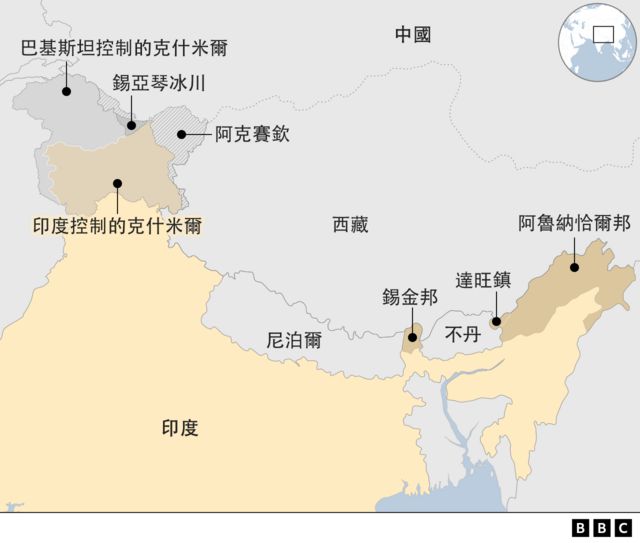 中國
巴基斯坦控制的克什米爾
錫亞琴冰川
阿克賽欽
印度控制的克什米爾
西藏
阿魯納恰爾邦
達旺鎮
錫金邦
不丹
尼泊爾
印度
BBC